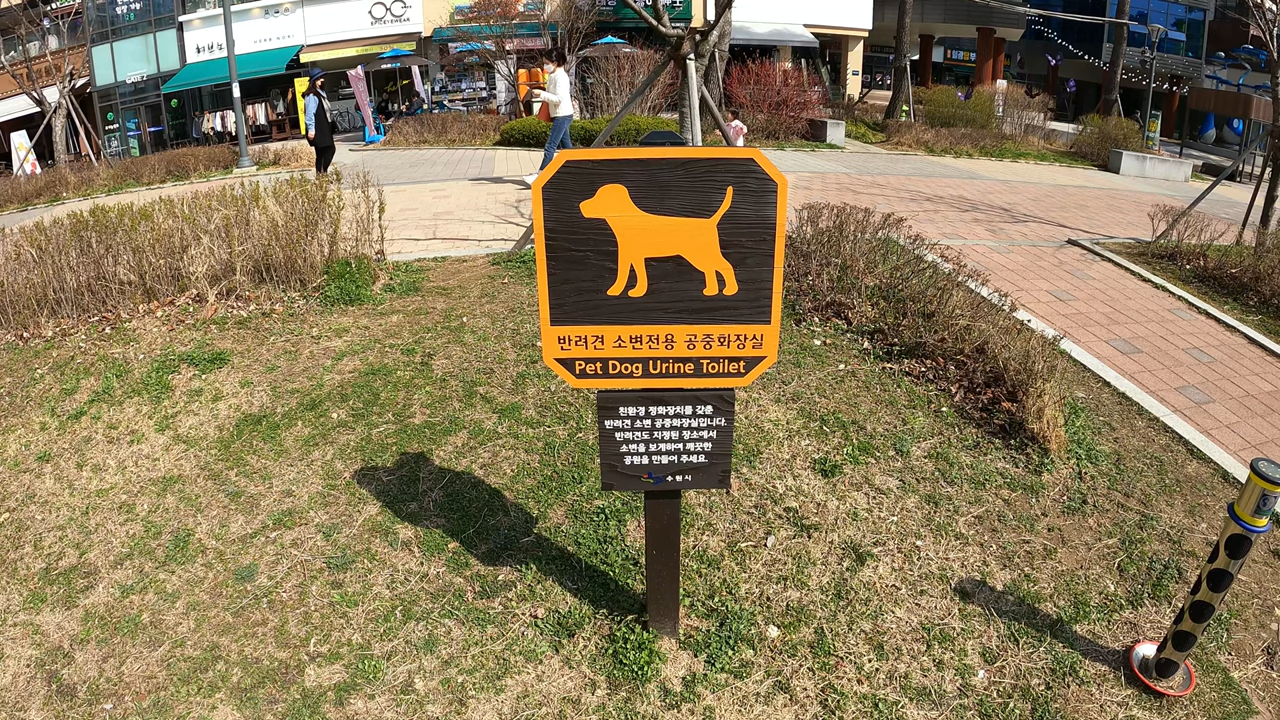 EPICEYEWEAR
GATE 2
반려견 소변전용 공중화장실
Pet Dog Urine Toilet
친환경 정화장치를 갖춘
반려견 소변 공중화장실입니다.
반려견도 지정된 장소에서
소변을 보게하여 깨끗한
공원을 만들어 주세요.
수원시